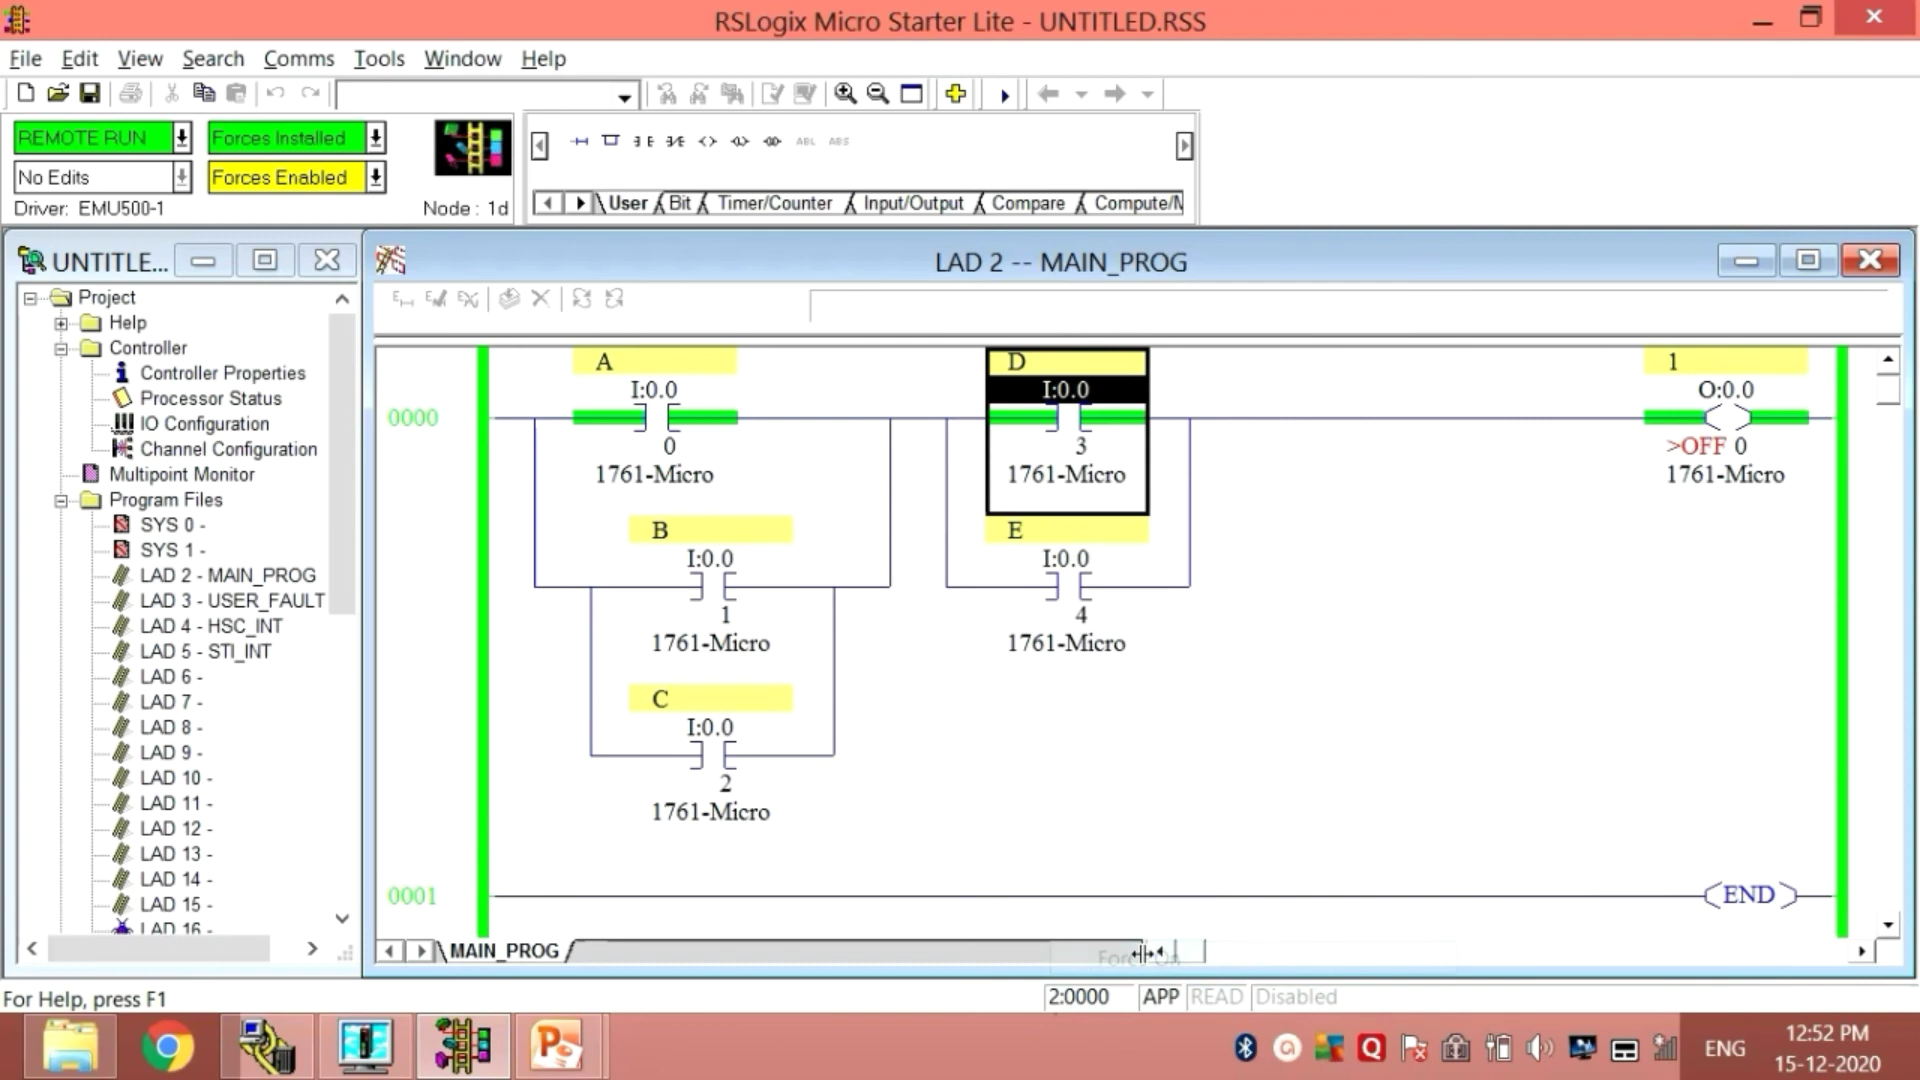 RSLogix Micro Starter Lite - UNTITLED.RSS
File Edit View Search Comms Tools Window Help
REMOTE RUN Forces Installed
No Edits Forces Enabled
Driver: EMU500-1 Node : 1d
ABL ABS
User Bit Timer/Counter Input/Output Compare Compute/M
UNTITLE...
Project
Help
Controller
Controller Properties
Processor Status
IO Configuration
Channel Configuration
Multipoint Monitor
Program Files
SYS 0 -
SYS 1 -
LAD 2 - MAIN_PROG
LAD 3 - USER_FAULT
LAD 4 - HSC_INT
LAD 5 - STI_INT
LAD 6 -
LAD 7 -
LAD 8 -
LAD 9 -
LAD 10 -
LAD 11 -
LAD 12 -
LAD 13 -
LAD 14 -
LAD 15 -
LAD 16 -
LAD 2 -- MAIN_PROG
A D 1
I:0.0 I:0.0 O:0.0
0000
0 3 >OFF 0
1761-Micro 1761-Micro 1761-Micro
B E
I:0.0 I:0.0
1 4
1761-Micro 1761-Micro
C
I:0.0
2
1761-Micro
0001 END
MAIN_PROG
Force On
For Help, press F1
2:0000 APP READ Disabled
ENG
12:52 PM
15-12-2020